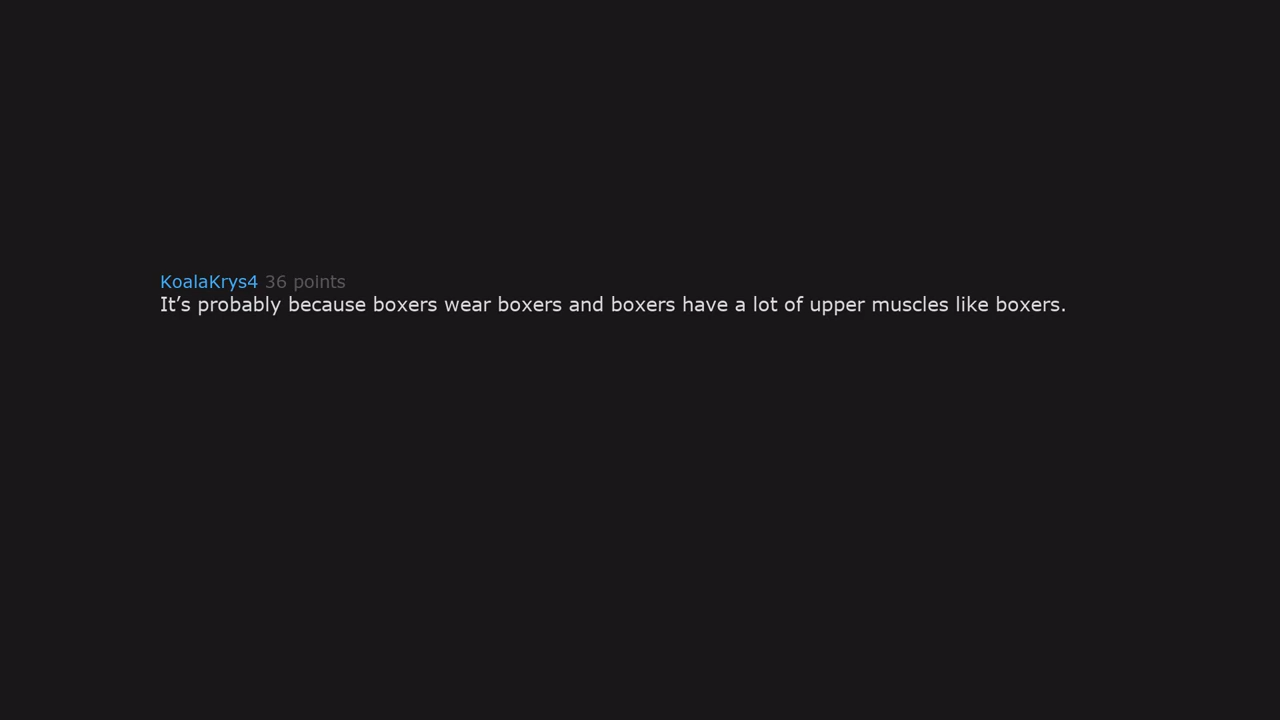 KoalaKrys4 36 points
It’s probably because boxers wear boxers and boxers have a lot of upper muscles like boxers.